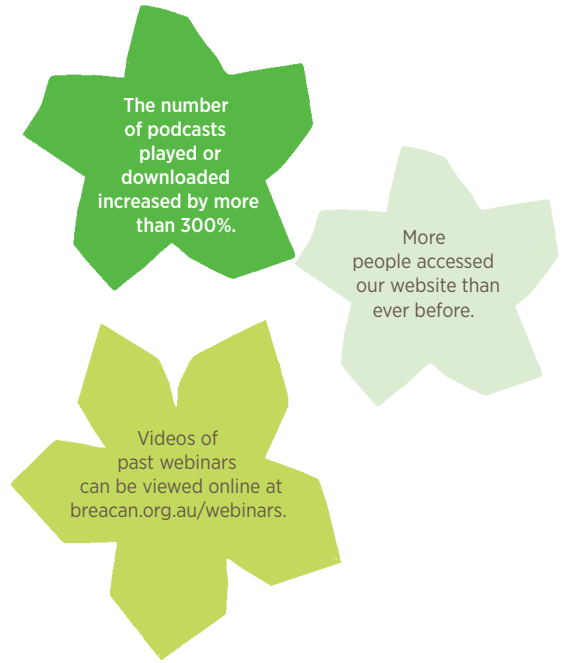 The number
of podcasts
played or
downloaded
increased by more
than 300%.
More
people accessed
our website than
ever before.
Videos of
past webinars
can be viewed online at
breacan.org.au/webinars.